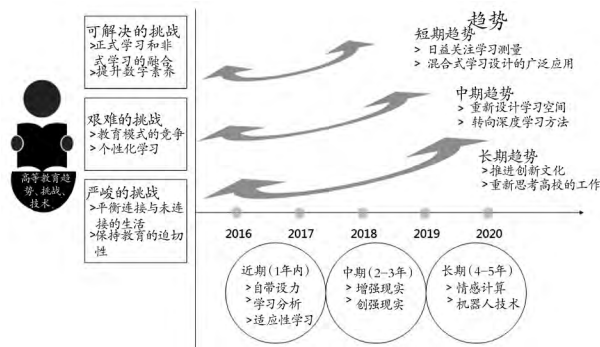 可解决的挑战
>正式学习和非
式学习的融合
>提升数字素养
艰难的挑战
>教育模式的竞争
>个性化学习
严峻的挑战
>平衡连接与未连
接的生活
>保持教育的迫切
性
高等教育趋
势、挑战、
技术
趋势
短期趋势
> 日益关注学习测量
> 混合式学习设计的广泛应用
中期趋势
> 重新设计学习空间
> 转向深度学习方法
长期趋势
>推进创新文化
>重新思考高校的工作
2016 2017 2018 2019 2020
近期(1年内)
>自带设力
>学习分析
>适应性学习
中期(2-3年)
>增强现实
>创强现实
长期(4-5年)
>情感计算
>机器人技术